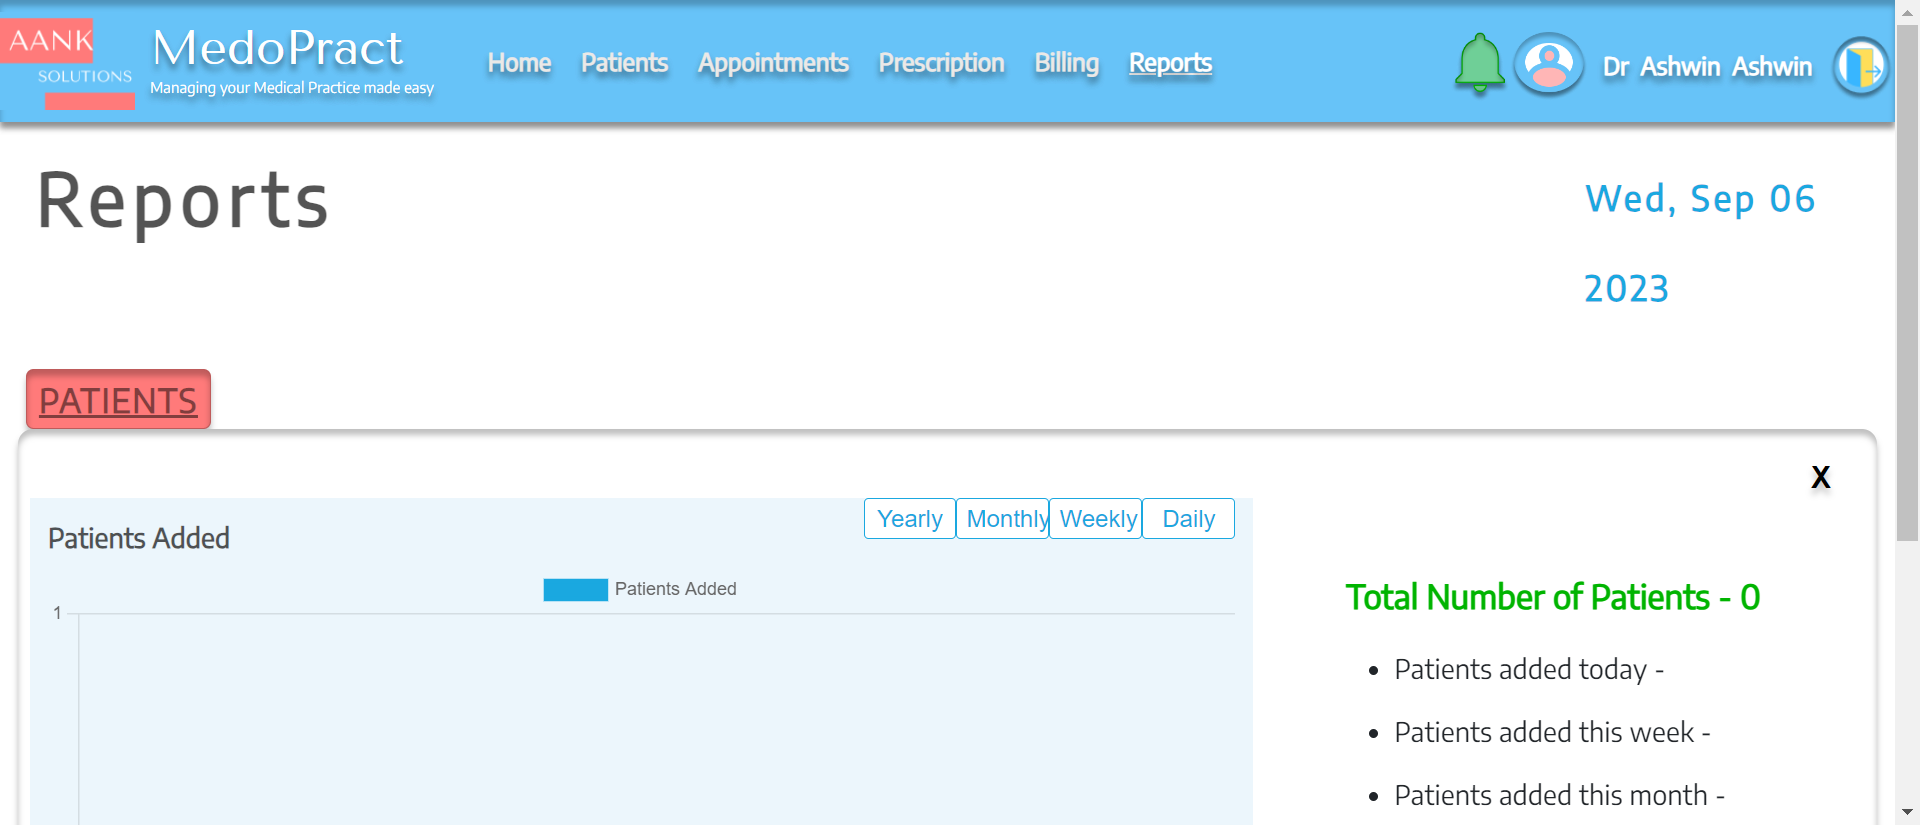 AANK
SOLUTIONS
MedoPract
Managing your Medical Practice made easy
Home Patients Appointments Prescription Billing Reports
Dr Ashwin Ashwin
Reports
Wed, Sep 06
2023
PATIENTS
X
Yearly Monthly Weekly Daily
Patients Added
Patients Added
1
Total Number of Patients - 0
• Patients added today -
• Patients added this week -
• Patients added this month -